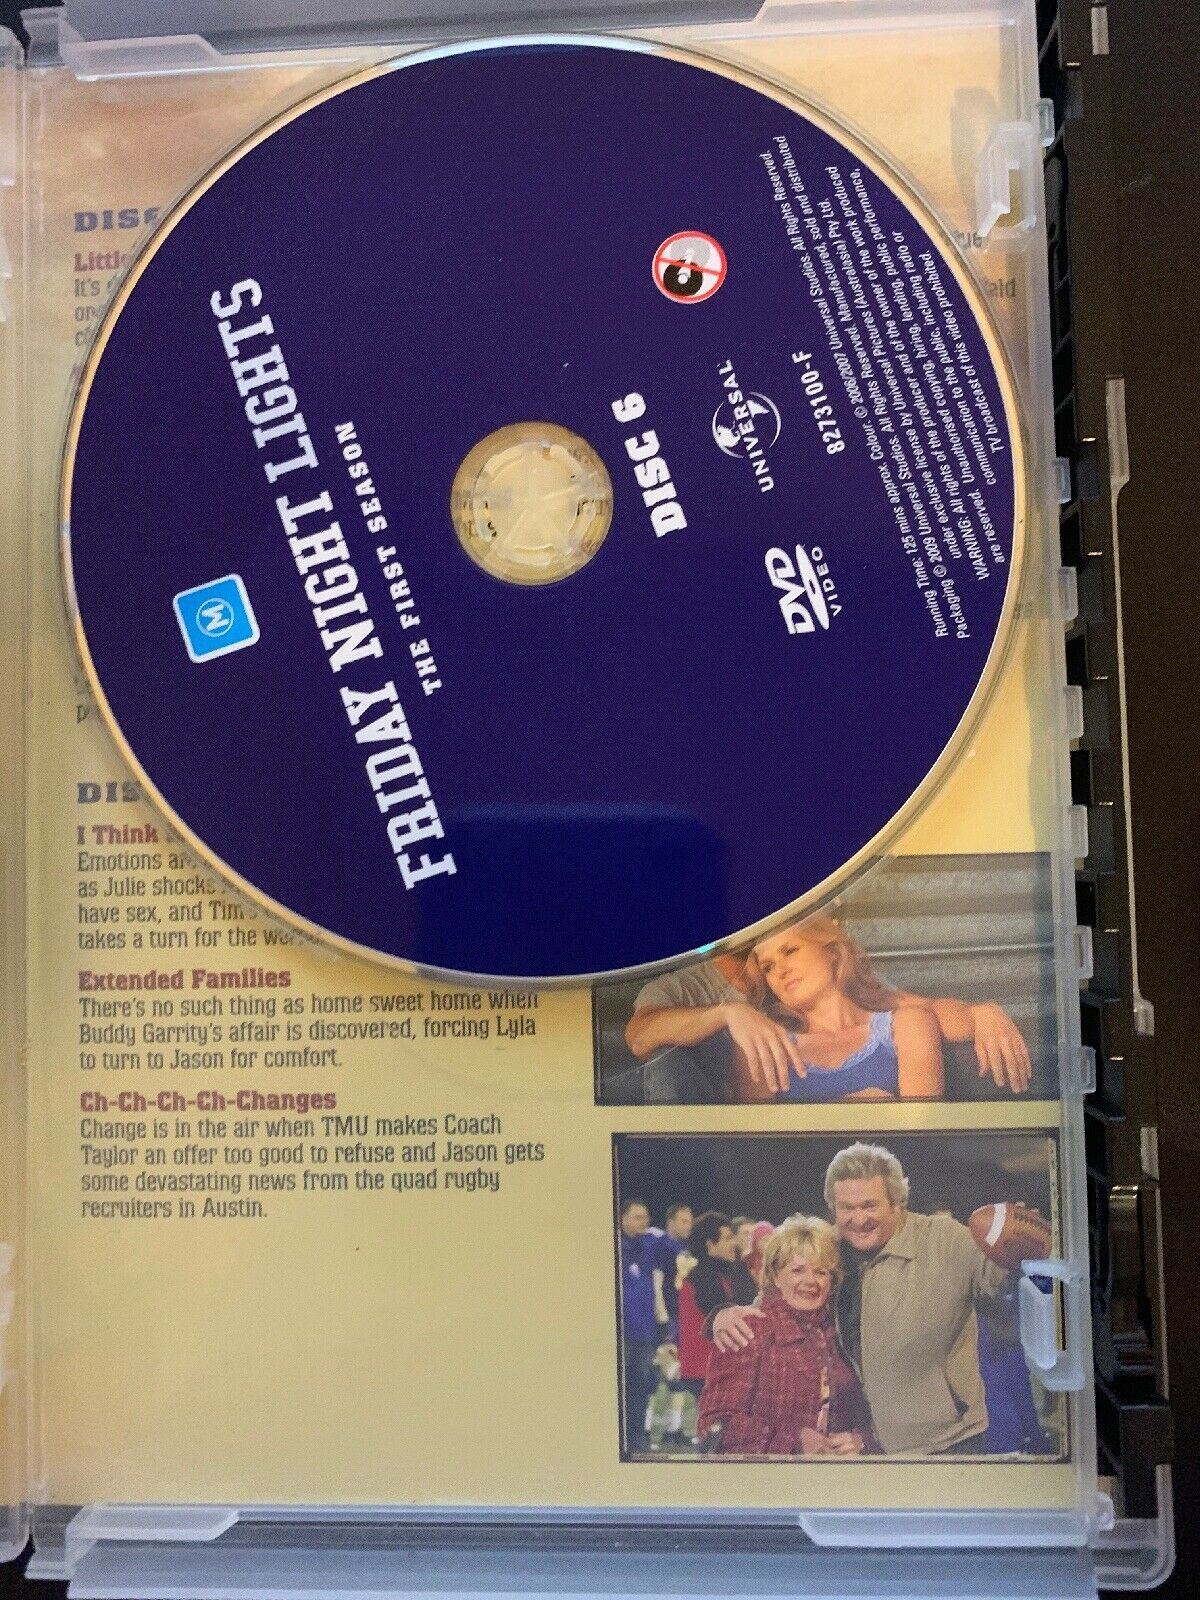 FRIDAY NIGHT LIGHTS
THE FIRST SEASON
M
DISC 6
UNIVERSAL
DVD
VIDEO
8273100-F
Running Time: 125 mins approx. Colour. © 2006/2007 Universal Studios. All Rights Reserved.
Packaging © 2009 Universal Studios. All Rights Reserved. Manufactured, sold and distributed
under exclusive license by Universal Pictures (Australasia) Pty Ltd.
WARNING: All rights of the producer and of the owner of the work produced
are reserved. Unauthorised copying, hiring, lending, public performance,
communication to the public, including radio or
TV broadcast of this video prohibited.
DISC
Little
It's
DIS
I Think
Emotions are
as Julie shocks
have sex, and Tim's
takes a turn for the
Extended Families
There's no such thing as home sweet home when
Buddy Garrity's affair is discovered, forcing Lyla
to turn to Jason for comfort.
Ch-Ch-Ch-Ch-Changes
Change is in the air when TMU makes Coach
Taylor an offer too good to refuse and Jason gets
some devastating news from the quad rugby
recruiters in Austin.